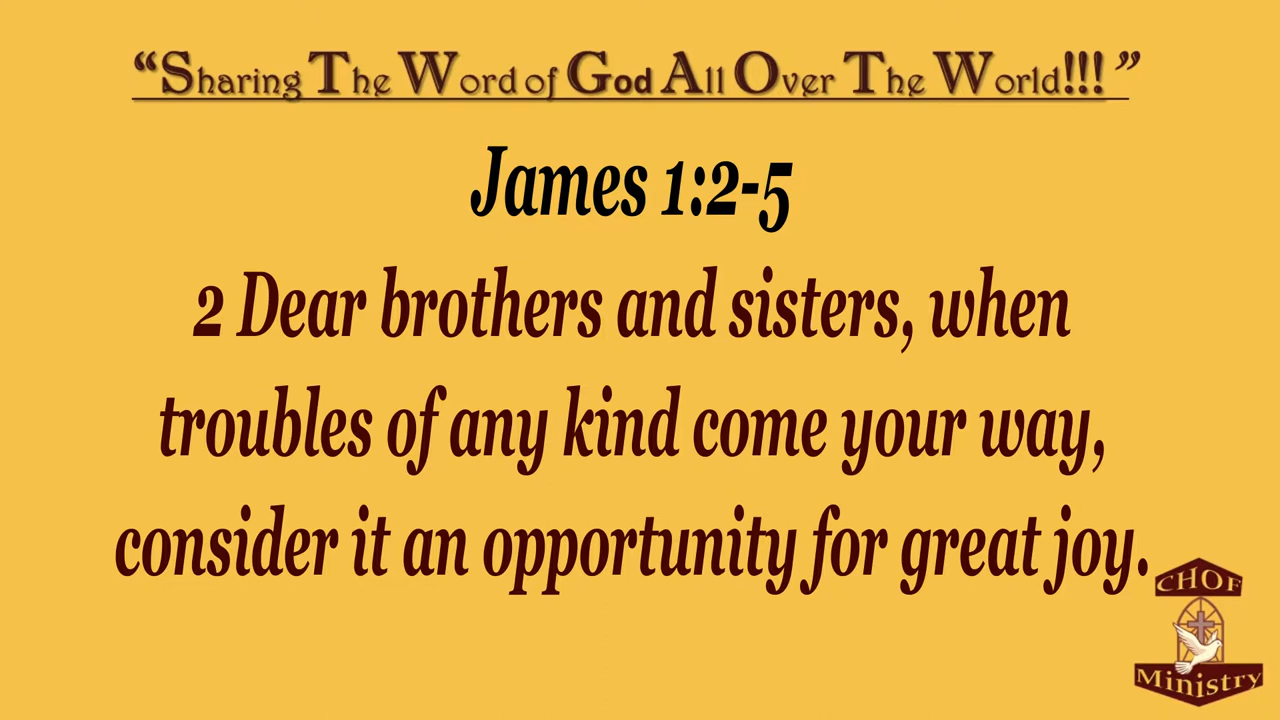 “Sharing The Word of God All Over The World!!!”
James 1:2-5
2 Dear brothers and sisters, when
troubles of any kind come your way,
consider it an opportunity for great joy.
CHOF
Ministry